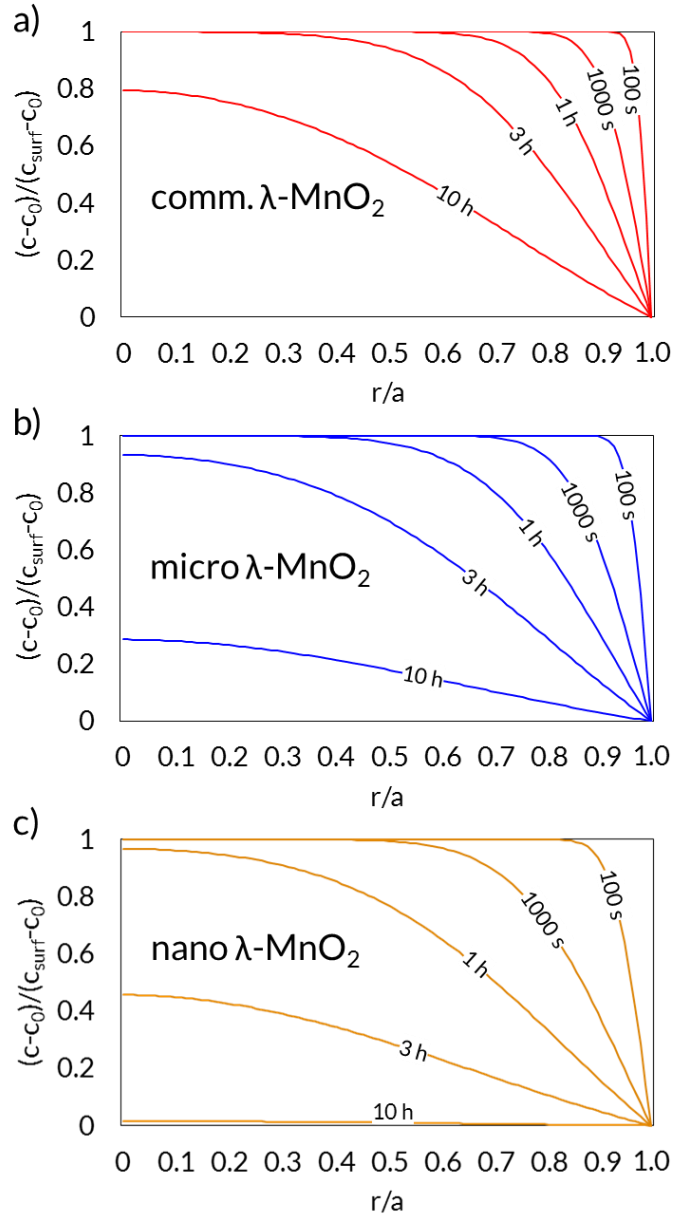 a)
1
0.8
0.6
0.4
0.2
0
(c-c₀)/(c_surf-c₀)
100 s
1000 s
1 h
3 h
10 h
comm. λ-MnO₂
0 0.1 0.2 0.3 0.4 0.5 0.6 0.7 0.8 0.9 1.0
r/a
b)
1
0.8
0.6
0.4
0.2
0
(c-c₀)/(c_surf-c₀)
100 s
1000 s
1 h
3 h
10 h
micro λ-MnO₂
0 0.1 0.2 0.3 0.4 0.5 0.6 0.7 0.8 0.9 1.0
r/a
c)
1
0.8
0.6
0.4
0.2
0
(c-c₀)/(c_surf-c₀)
100 s
1000 s
1 h
3 h
10 h
nano λ-MnO₂
0 0.1 0.2 0.3 0.4 0.5 0.6 0.7 0.8 0.9 1.0
r/a